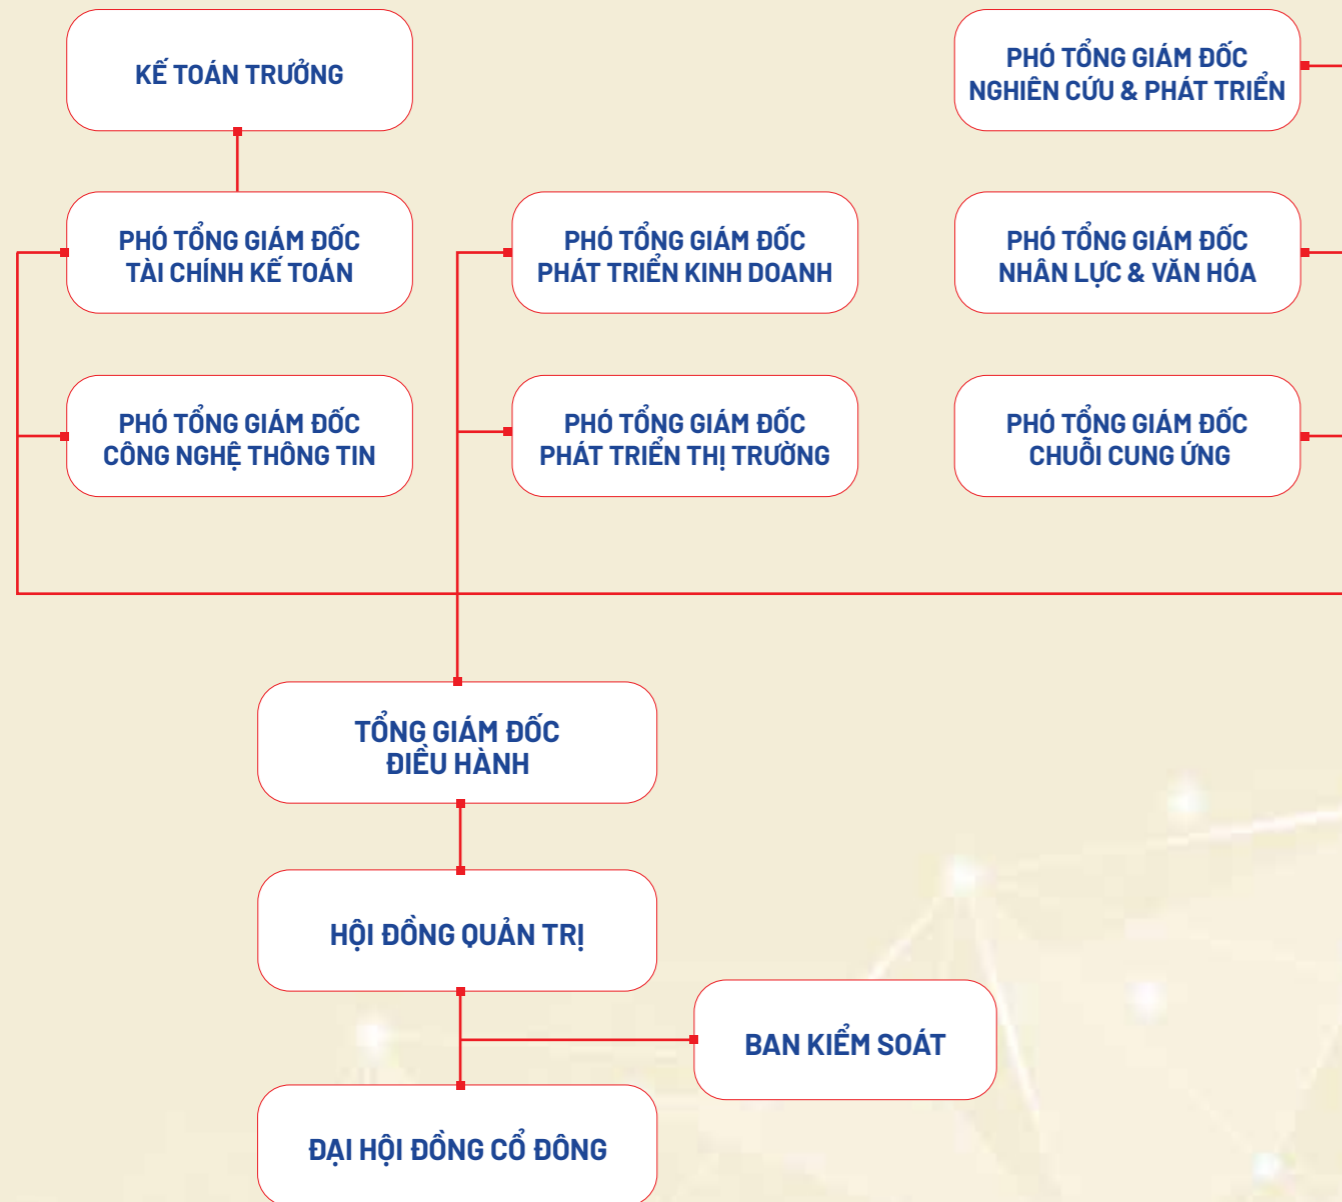 KẾ TOÁN TRƯỞNG
PHÓ TỔNG GIÁM ĐỐC
NGHIÊN CỨU & PHÁT TRIỂN
PHÓ TỔNG GIÁM ĐỐC
TÀI CHÍNH KẾ TOÁN
PHÓ TỔNG GIÁM ĐỐC
PHÁT TRIỂN KINH DOANH
PHÓ TỔNG GIÁM ĐỐC
NHÂN LỰC & VĂN HÓA
PHÓ TỔNG GIÁM ĐỐC
CÔNG NGHỆ THÔNG TIN
PHÓ TỔNG GIÁM ĐỐC
PHÁT TRIỂN THỊ TRƯỜNG
PHÓ TỔNG GIÁM ĐỐC
CHUỖI CUNG ỨNG
TỔNG GIÁM ĐỐC
ĐIỀU HÀNH
HỘI ĐỒNG QUẢN TRỊ
BAN KIỂM SOÁT
ĐẠI HỘI ĐỒNG CỔ ĐÔNG